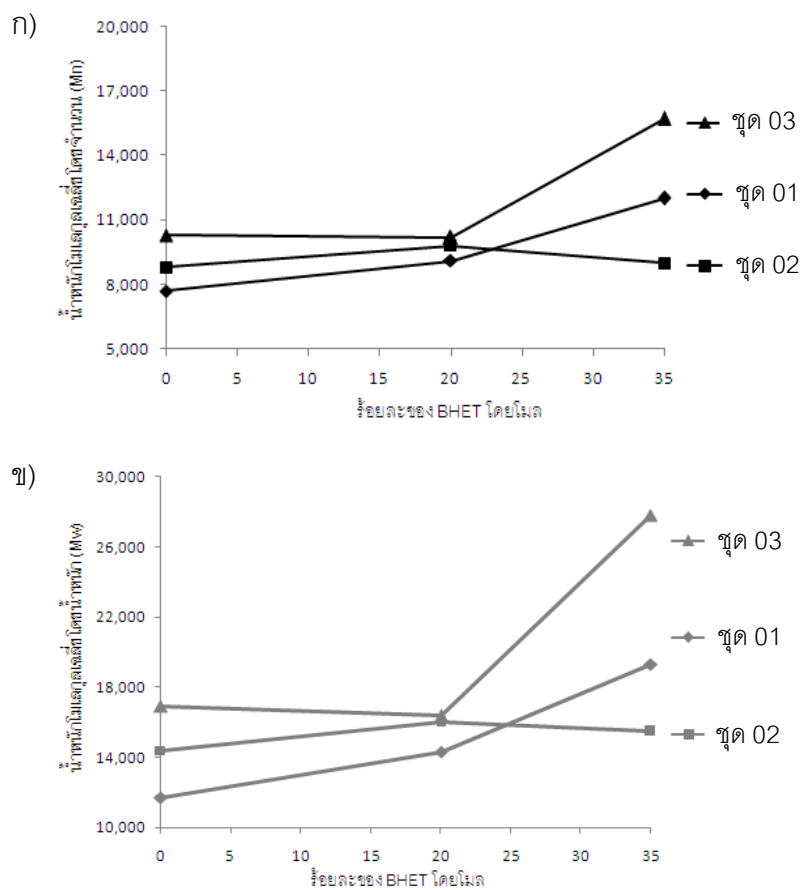 ก)
น้ำหนักโมเลกุลเฉลี่ยโดยจำนวน (Mn)
20,000
17,000
14,000
11,000
8,000
5,000
0 5 10 15 20 25 30 35
ร้อยละของ BHET โดยโมล
ชุด 03
ชุด 01
ชุด 02
ข)
น้ำหนักโมเลกุลเฉลี่ยโดยน้ำหนัก (Mw)
30,000
26,000
22,000
18,000
14,000
10,000
0 5 10 15 20 25 30 35
ร้อยละของ BHET โดยโมล
ชุด 03
ชุด 01
ชุด 02